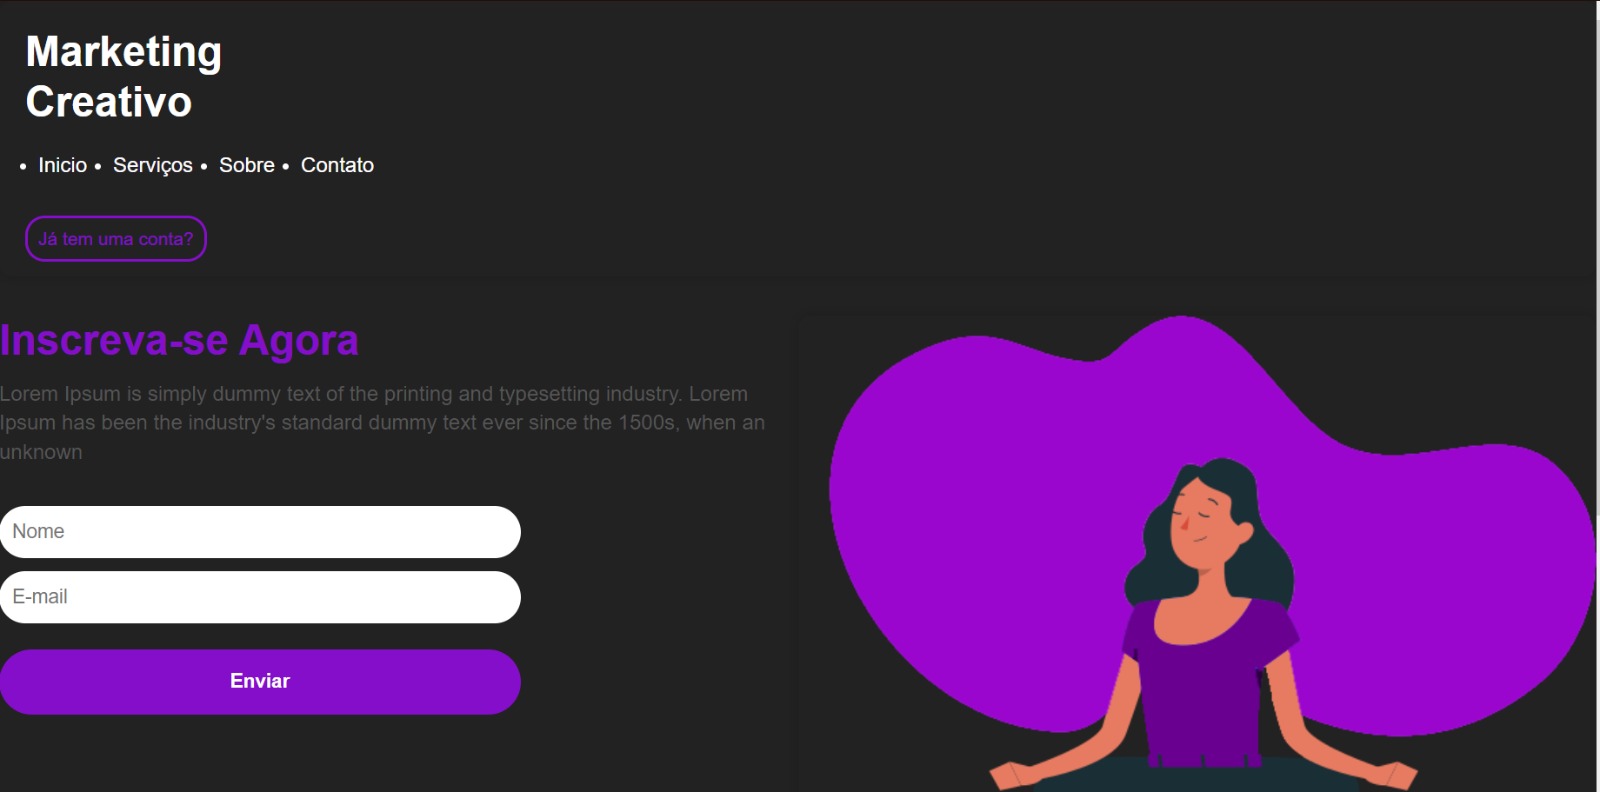 Marketing
Creativo
Inicio
Serviços
Sobre
Contato
Já tem uma conta?
Inscreva-se Agora
Lorem Ipsum is simply dummy text of the printing and typesetting industry. Lorem
Ipsum has been the industry's standard dummy text ever since the 1500s, when an
unknown
Nome
E-mail
Enviar